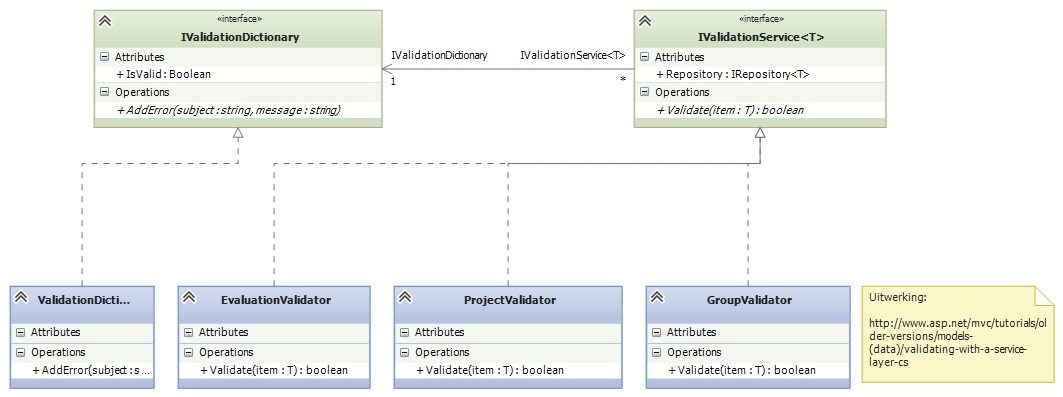 «interface»
IValidationDictionary
Attributes
+ IsValid : Boolean
Operations
+ AddError(subject : string, message : string)
IValidationDictionary
1
IValidationService<T>
*
«interface»
IValidationService<T>
Attributes
+ Repository : IRepository<T>
Operations
+ Validate(item : T) : boolean
ValidationDicti...
Attributes
Operations
+ AddError(subject : s ...
EvaluationValidator
Attributes
Operations
+ Validate(item : T) : boolean
ProjectValidator
Attributes
Operations
+ Validate(item : T) : boolean
GroupValidator
Attributes
Operations
+ Validate(item : T) : boolean
Uitwerking:
http://www.asp.net/mvc/tutorials/ol
der-versions/models-
(data)/validating-with-a-service-
layer-cs